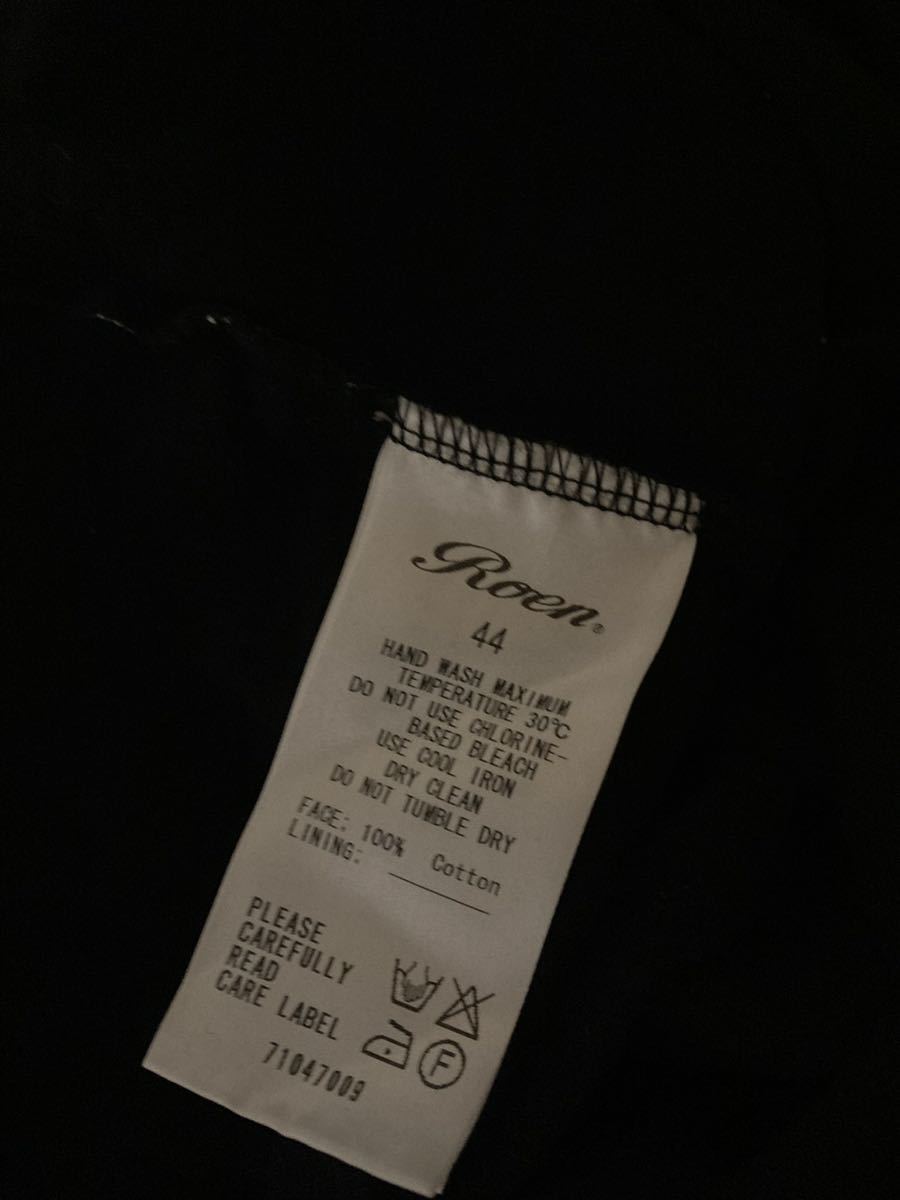 Roen®
44
HAND WASH MAXIMUM
TEMPERATURE 30℃
DO NOT USE CHLORINE-
BASED BLEACH
USE COOL IRON
DRY CLEAN
DO NOT TUMBLE DRY
FACE: 100% Cotton
LINING:
PLEASE
CAREFULLY
READ
CARE LABEL
F
71047009